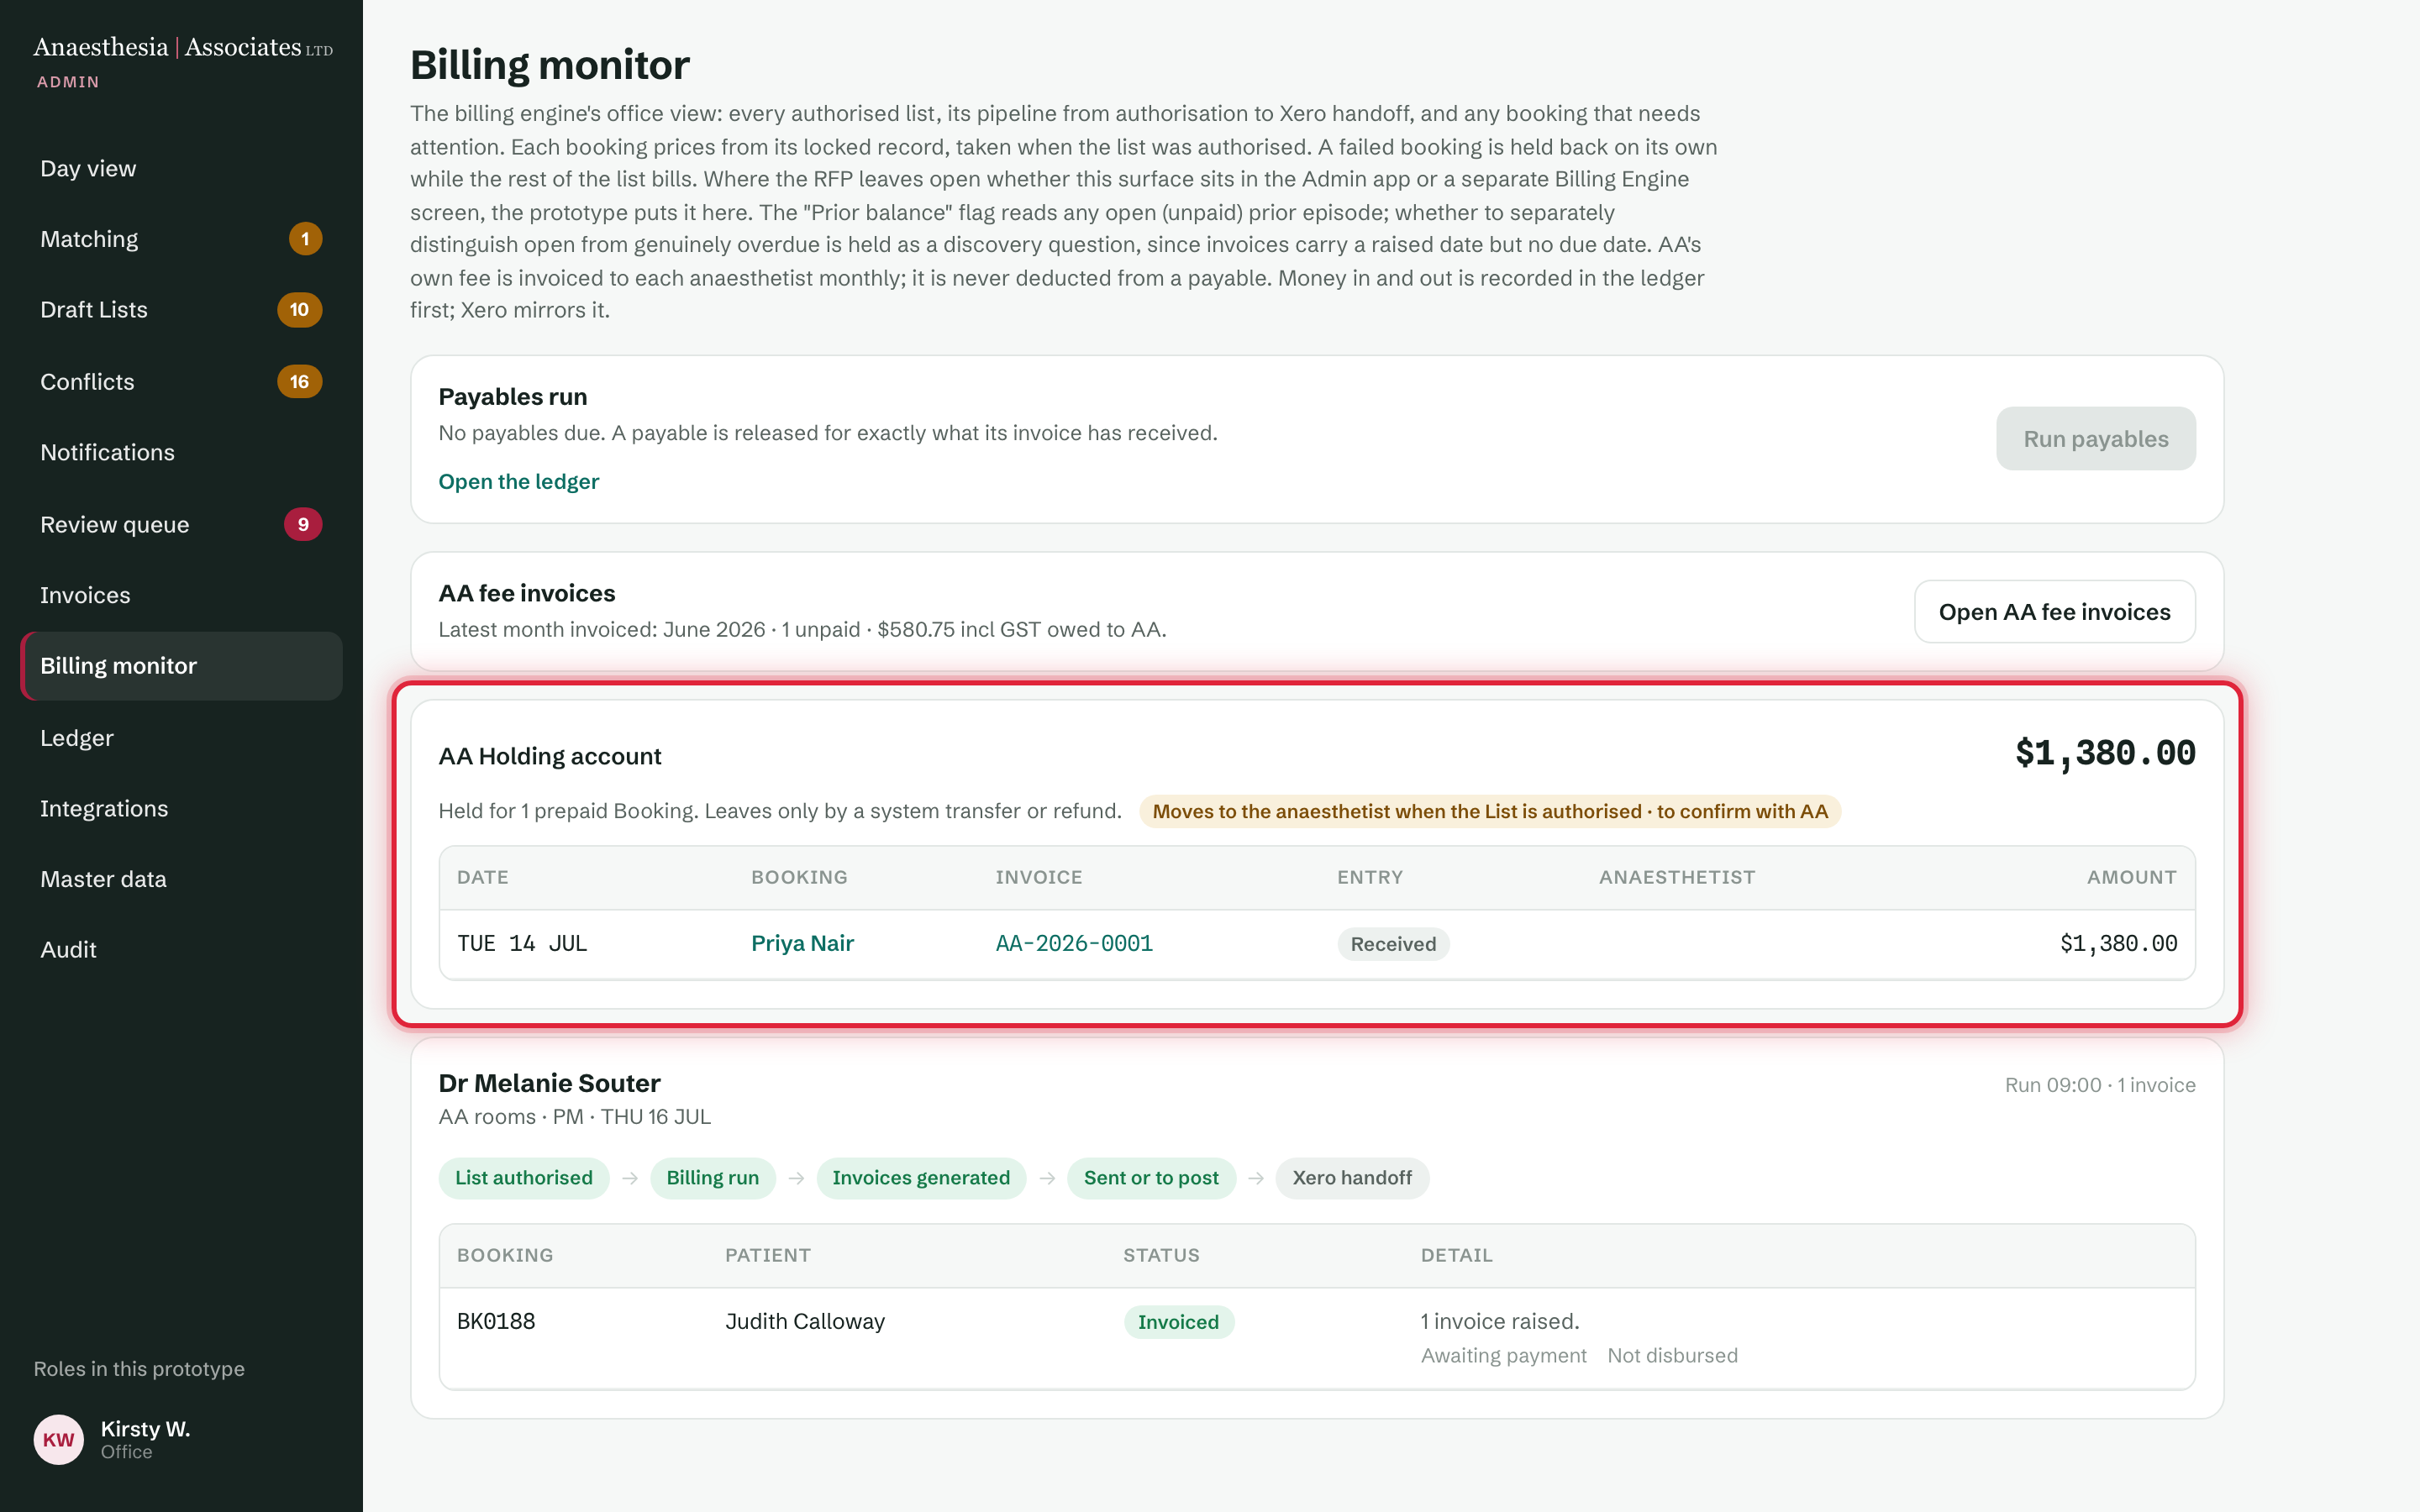 Anaesthesia | Associates LTD
ADMIN
Day view
Matching 1
Draft Lists 10
Conflicts 16
Notifications
Review queue 9
Invoices
Billing monitor
Ledger
Integrations
Master data
Audit
Roles in this prototype
KW Kirsty W.
Office
Billing monitor
The billing engine's office view: every authorised list, its pipeline from authorisation to Xero handoff, and any booking that needs
attention. Each booking prices from its locked record, taken when the list was authorised. A failed booking is held back on its own
while the rest of the list bills. Where the RFP leaves open whether this surface sits in the Admin app or a separate Billing Engine
screen, the prototype puts it here. The "Prior balance" flag reads any open (unpaid) prior episode; whether to separately
distinguish open from genuinely overdue is held as a discovery question, since invoices carry a raised date but no due date. AA's
own fee is invoiced to each anaesthetist monthly; it is never deducted from a payable. Money in and out is recorded in the ledger
first; Xero mirrors it.
Payables run
No payables due. A payable is released for exactly what its invoice has received.
Open the ledger
Run payables
AA fee invoices
Latest month invoiced: June 2026 · 1 unpaid · $580.75 incl GST owed to AA.
Open AA fee invoices
AA Holding account $1,380.00
Held for 1 prepaid Booking. Leaves only by a system transfer or refund. Moves to the anaesthetist when the List is authorised · to confirm with AA
DATE BOOKING INVOICE ENTRY ANAESTHETIST AMOUNT
TUE 14 JUL Priya Nair AA-2026-0001 Received $1,380.00
Dr Melanie Souter Run 09:00 · 1 invoice
AA rooms · PM · THU 16 JUL
List authorised → Billing run → Invoices generated → Sent or to post → Xero handoff
BOOKING PATIENT STATUS DETAIL
BK0188 Judith Calloway Invoiced 1 invoice raised.
Awaiting payment Not disbursed